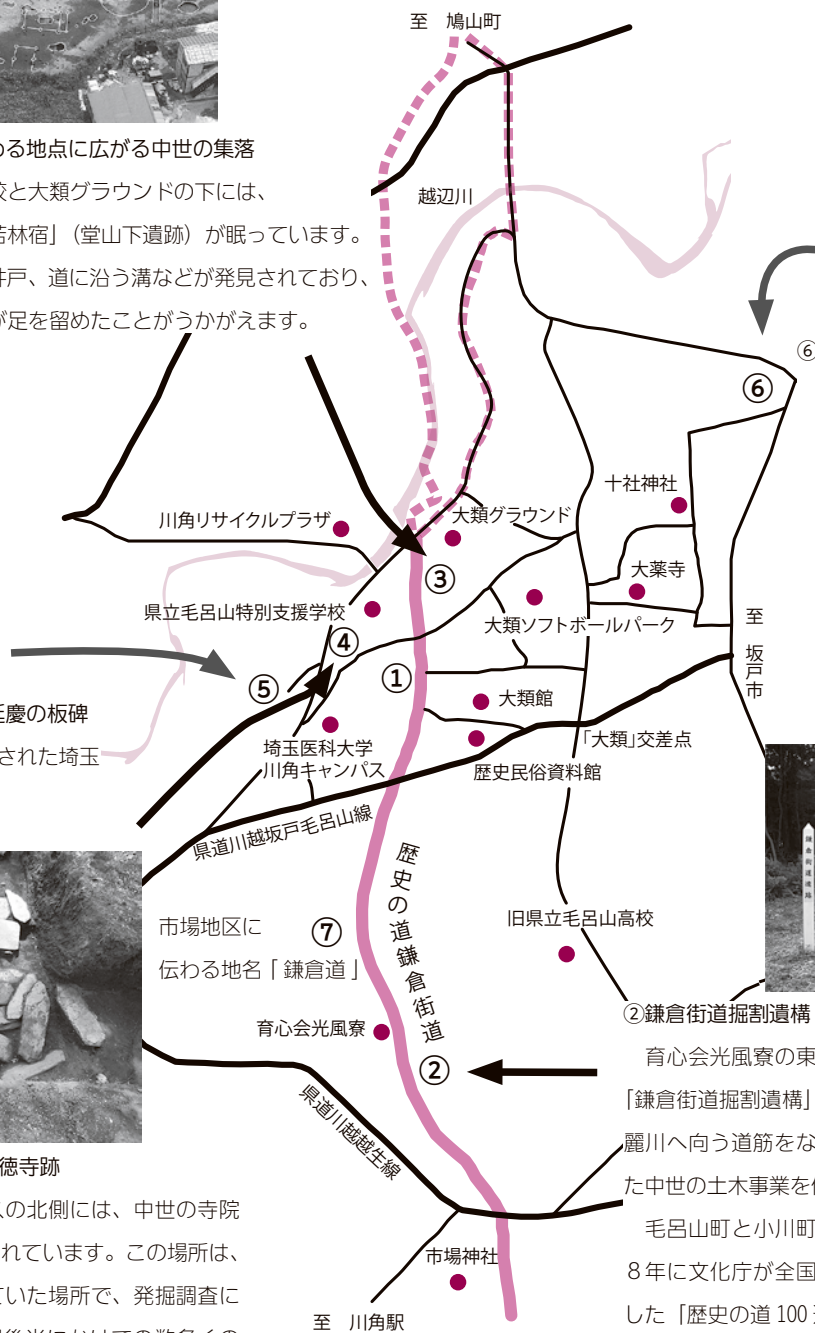 至　鳩山町
わる地点に広がる中世の集落
校と大類グラウンドの下には、
苦林宿」（堂山下遺跡）が眠っています。
井戸、道に沿う溝などが発見されており、
が足を留めたことがうかがえます。
越辺川
⑥
⑥
十社神社
川角リサイクルプラザ
大類グラウンド
③
大薬寺
県立毛呂山特別支援学校
④
大類ソフトボールパーク
至　坂戸市
⑤
①
大類館
延慶の板碑
された埼玉
埼玉医科大学
川角キャンパス
「大類」交差点
歴史民俗資料館
県道川越坂戸毛呂山線
歴史の道鎌倉街道
鎌倉街道遺跡
市場地区に
伝わる地名「鎌倉道」
⑦
旧県立毛呂山高校
育心会光風寮
②
②鎌倉街道掘割遺構
育心会光風寮の東
「鎌倉街道掘割遺構」
麗川へ向う道筋をな
た中世の土木事業を
毛呂山町と小川町
８年に文化庁が全国
した「歴史の道 100
県道川越越生線
徳寺跡
の北側には、中世の寺院
れています。この場所は、
ていた場所で、発掘調査に
後半にかけての数多くの
市場神社
至　川角駅